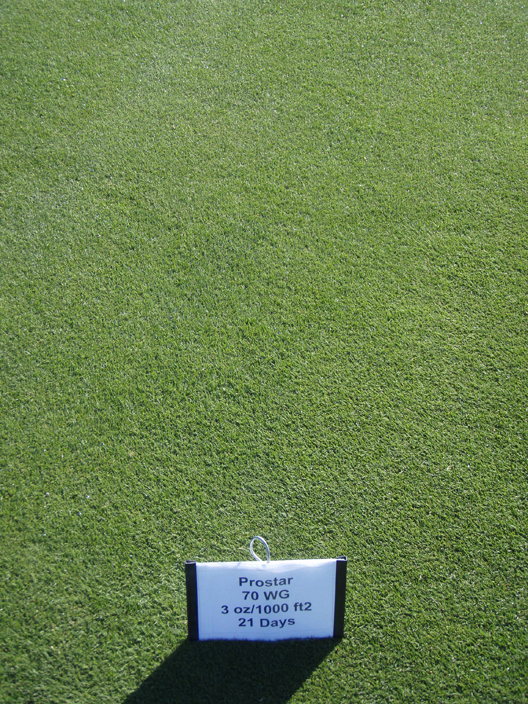 Prostar
70 WG
3 oz/1000 ft2
21 Days